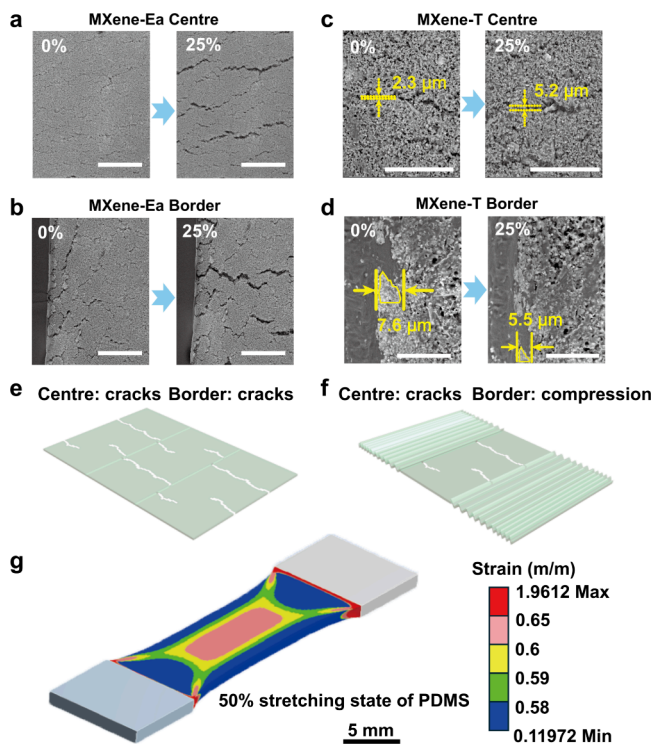 a
MXene-Ea Centre
0%
25%
c
MXene-T Centre
0%
2.3 µm
25%
5.2 µm
b
MXene-Ea Border
0%
25%
d
MXene-T Border
0%
7.6 µm
25%
5.5 µm
e
Centre: cracks Border: cracks
f
Centre: cracks Border: compression
g
50% stretching state of PDMS
5 mm
Strain (m/m)
1.9612 Max
0.65
0.6
0.59
0.58
0.11972 Min